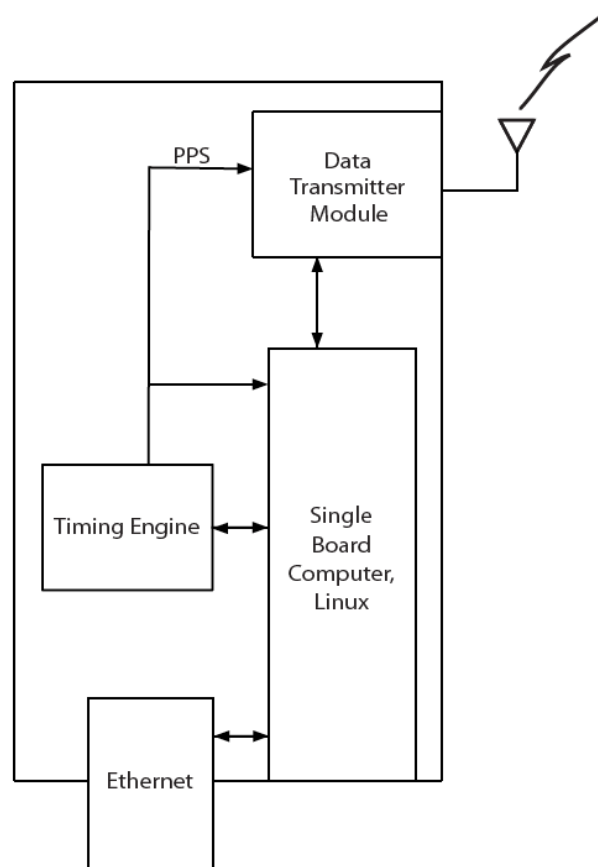 PPS
Data
Transmitter
Module
Timing Engine
Single
Board
Computer,
Linux
Ethernet